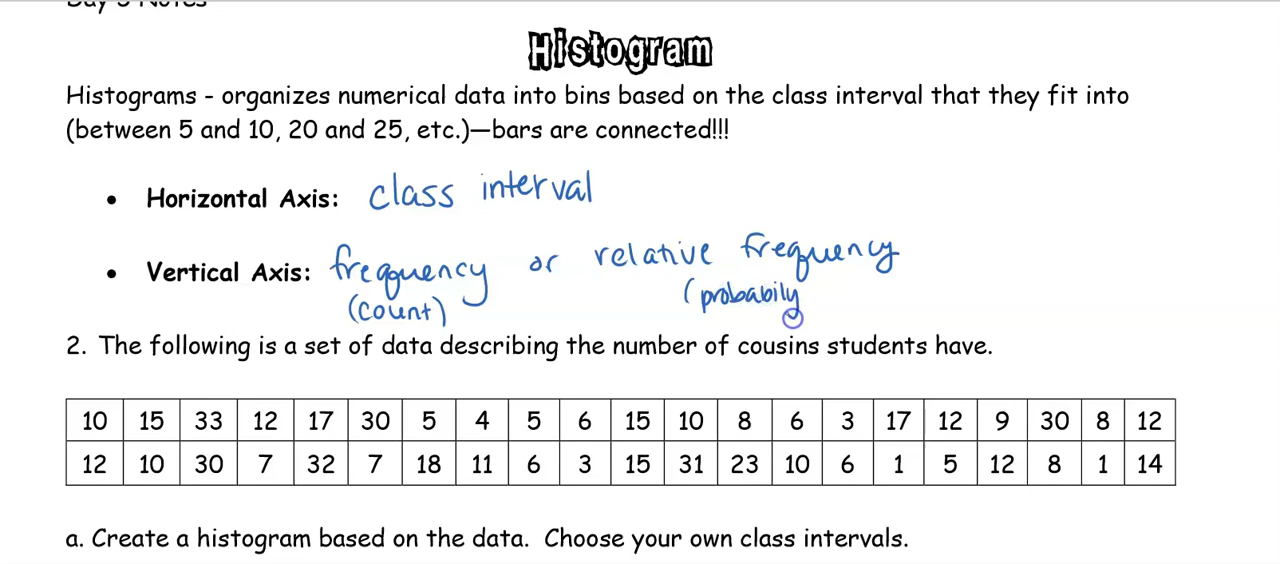 Day 3 Notes
Histogram
Histograms - organizes numerical data into bins based on the class interval that they fit into
(between 5 and 10, 20 and 25, etc.)—bars are connected!!!
• Horizontal Axis: class interval
• Vertical Axis: frequency or relative frequency
(count) (probabily
2. The following is a set of data describing the number of cousins students have.
10 15 33 12 17 30 5 4 5 6 15 10 8 6 3 17 12 9 30 8 12
12 10 30 7 32 7 18 11 6 3 15 31 23 10 6 1 5 12 8 1 14
a. Create a histogram based on the data. Choose your own class intervals.